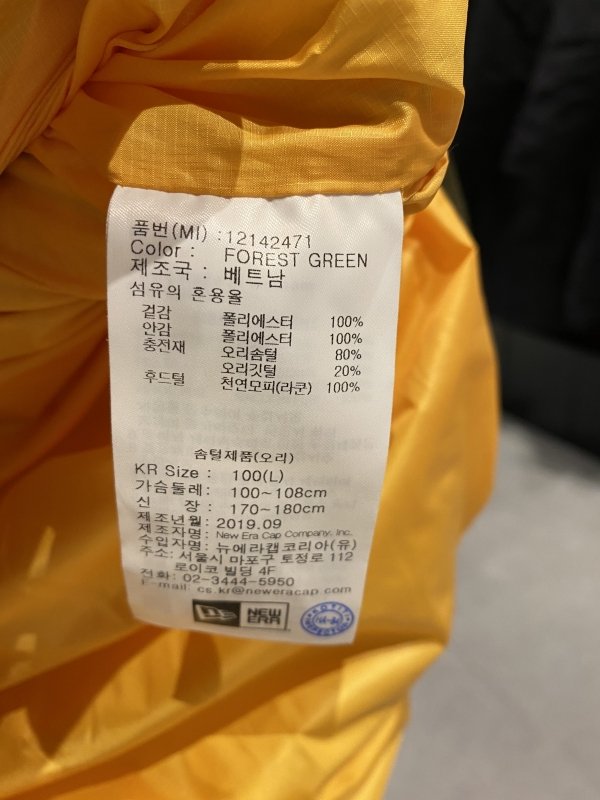 품번(MI) :12142471
Color : FOREST GREEN
제조국 : 베트남
섬유의 혼용율
겉감 폴리에스터 100%
안감 폴리에스터 100%
충전재 오리솜털 80%
오리깃털 20%
후드털 천연모피(라쿤) 100%
솜털제품(오리)
KR Size : 100(L)
가슴둘레: 100~108cm
신 장 : 170~180cm
제조년월: 2019.09
제조자명: New Era Cap Company, Inc.
수입자명: 뉴에라캡코리아(유)
주소: 서울시 마포구 토정로 112
로이코 빌딩 4F
전화: 02-3444-5950
E-mail: cs.kr@neweracap.com
NEW
ERA